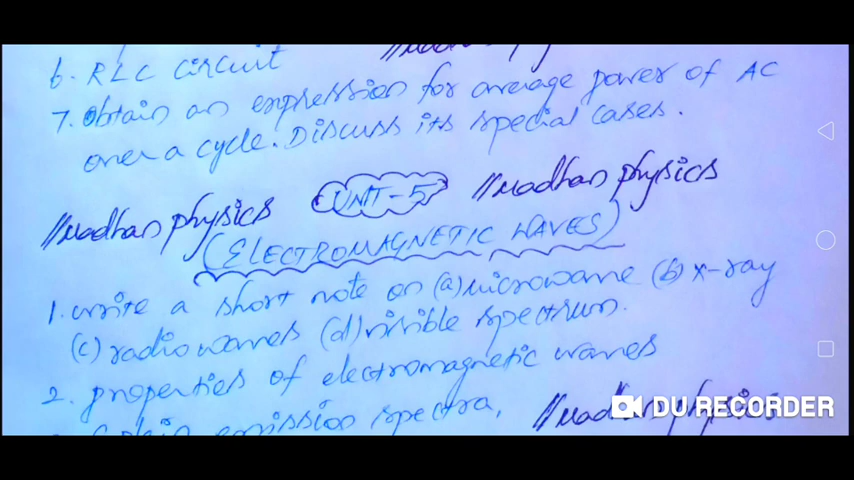 6. RLC circuit
7. Obtain an expression for average power of AC
over a cycle. Discuss its special cases.
//Madhan physics UNIT-5 //Madhan physics
(ELECTROMAGNETIC WAVES)
1. write a short note on (a) microwave (b) x-ray
(c) radio waves (d) visible spectrum.
2. properties of electromagnetic waves
emission spectra,
//Madhan physics
DU RECORDER